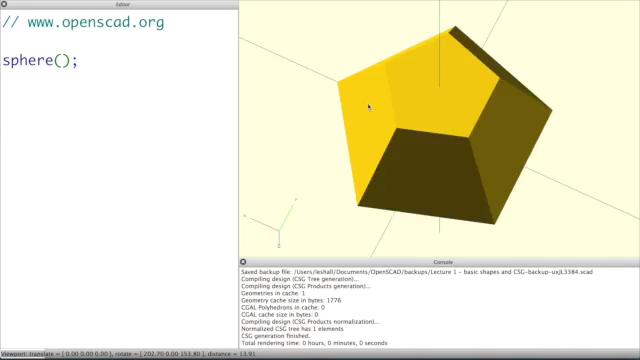 Editor
// www.openscad.org
sphere();
Console
Saved backup file: /Users/leshall/Documents/OpenSCAD/backups/Lecture 1 - basic shapes and CSG-backup-uxJL3384.scad
Compiling design (CSG Tree generation)...
Compiling design (CSG Products generation)...
Geometries in cache: 1
Geometry cache size in bytes: 1776
CGAL Polyhedrons in cache: 0
CGAL cache size in bytes: 0
Compiling design (CSG Products normalization)...
Normalized CSG tree has 1 elements
CSG generation finished.
Total rendering time: 0 hours, 0 minutes, 0 seconds
Viewport: translate = [ 0.00 0.00 0.00 ], rotate = [ 202.70 0.00 153.80 ], distance = 13.91